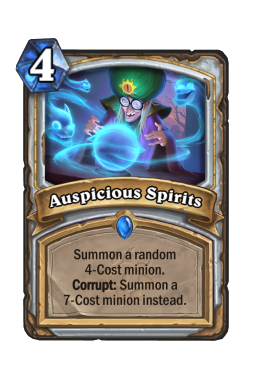 4
Auspicious Spirits
Summon a random
4-Cost minion.
Corrupt: Summon a
7-Cost minion instead.